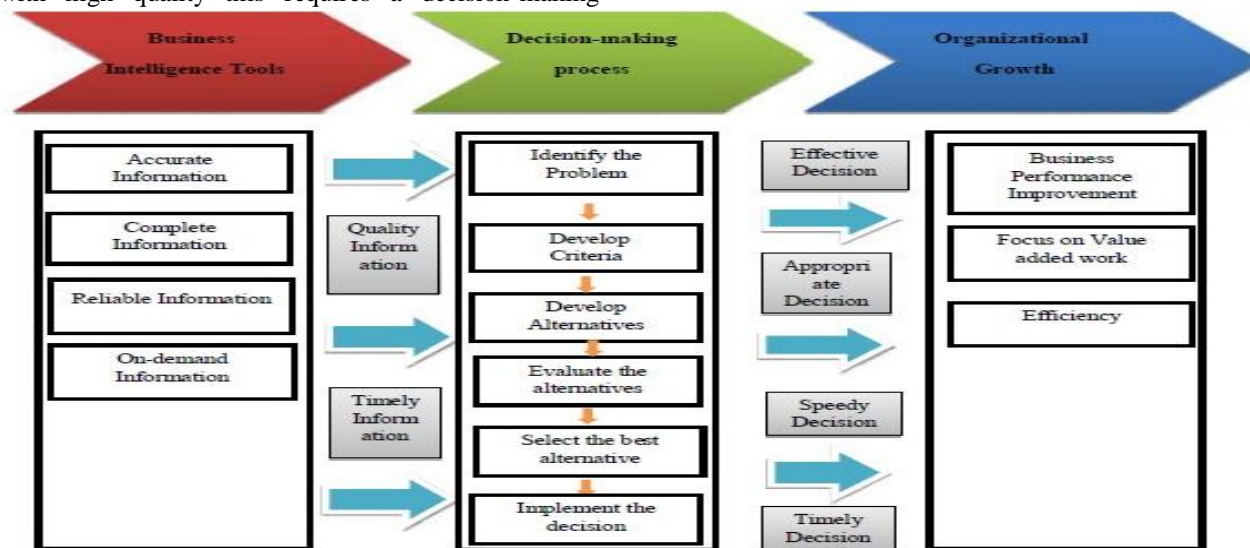 with high quality this requires a decision-making
Business
Intelligence Tools
Decision-making
process
Organizational
Growth
Accurate
Information
Complete
Information
Reliable Information
On-demand
Information
Quality
Inform
ation
Timely
Inform
ation
Identify the
Problem
Develop
Criteria
Develop
Alternatives
Evaluate the
alternatives
Select the best
alternative
Implement the
decision
Effective
Decision
Appropri
ate
Decision
Speedy
Decision
Timely
Decision
Business
Performance
Improvement
Focus on Value
added work
Efficiency